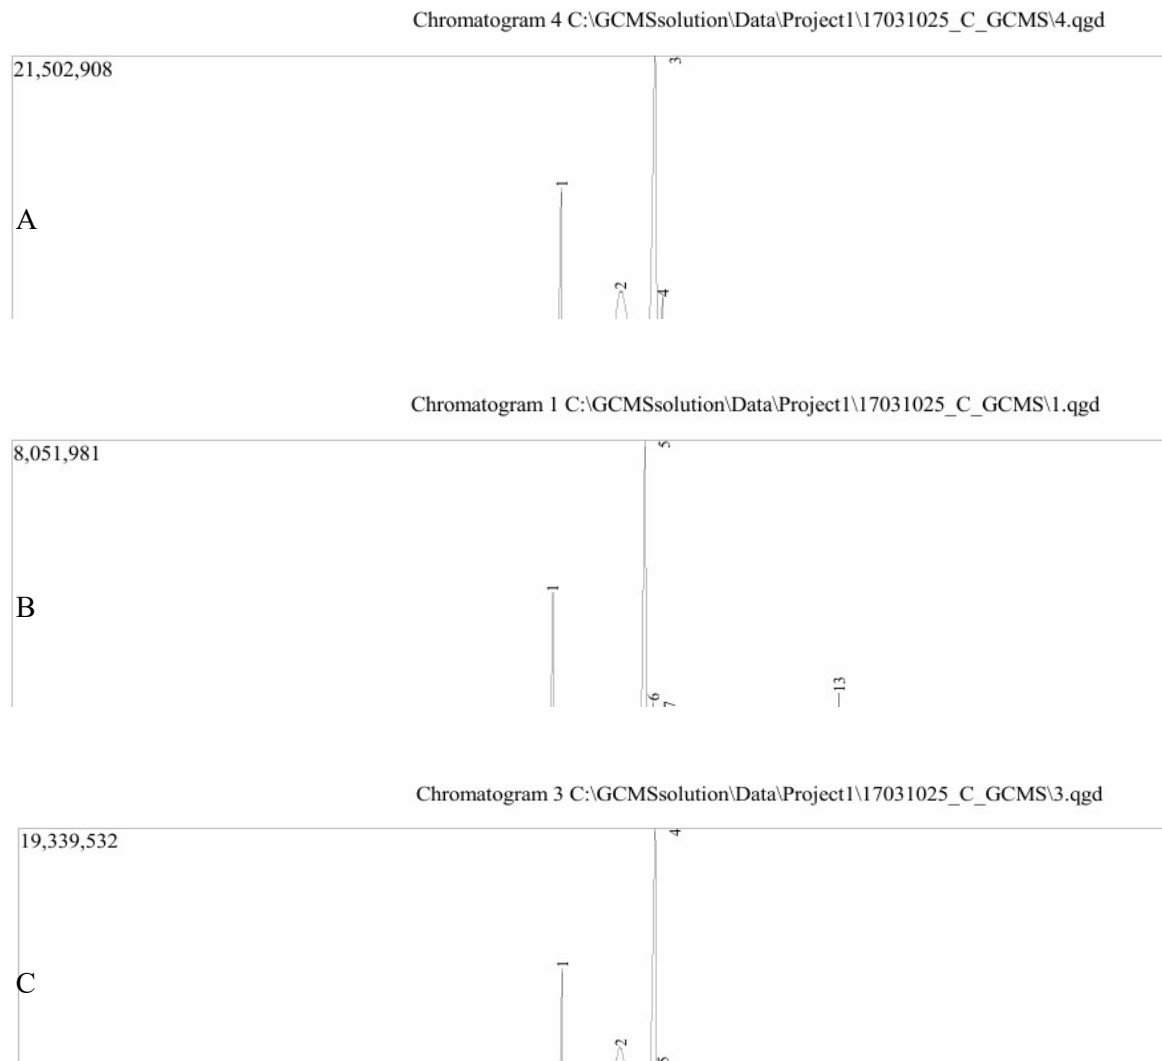 Chromatogram 4 C:\GCMSsolution\Data\Project1\17031025_C_GCMS\4.qgd
21,502,908
3
1
A
2
4
Chromatogram 1 C:\GCMSsolution\Data\Project1\17031025_C_GCMS\1.qgd
8,051,981
5
1
B
13
6
7
Chromatogram 3 C:\GCMSsolution\Data\Project1\17031025_C_GCMS\3.qgd
19,339,532
4
1
C
2
5